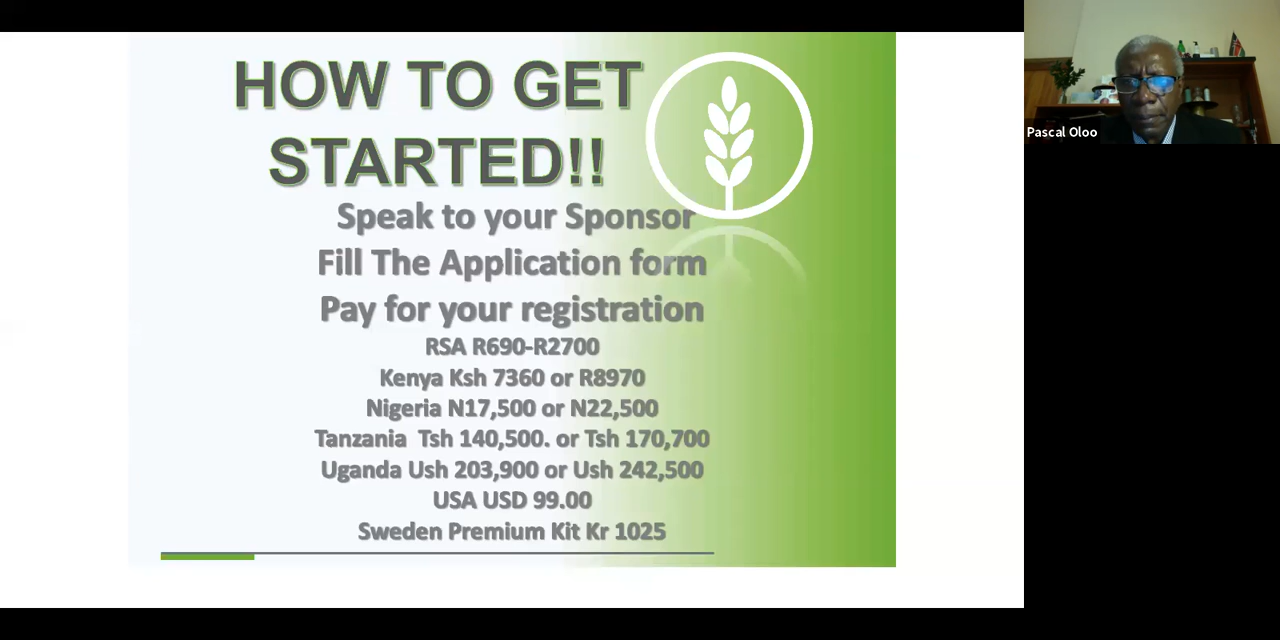 HOW TO GET
STARTED!!
Speak to your Sponsor
Fill The Application form
Pay for your registration
RSA R690-R2700
Kenya Ksh 7360 or R8970
Nigeria N17,500 or N22,500
Tanzania Tsh 140,500. or Tsh 170,700
Uganda Ush 203,900 or Ush 242,500
USA USD 99.00
Sweden Premium Kit Kr 1025
Pascal Oloo